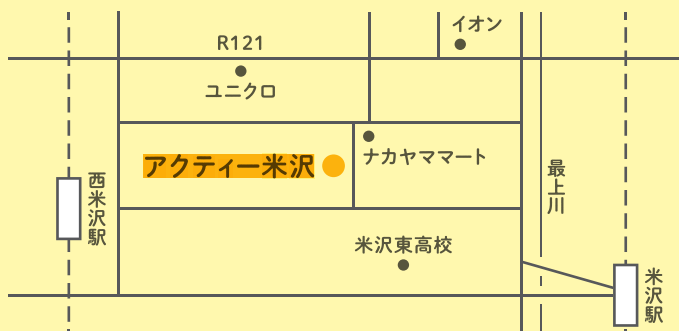 イオン
R121
ユニクロ
アクティー米沢
ナカヤママート
最上川
西米沢駅
米沢東高校
米沢駅